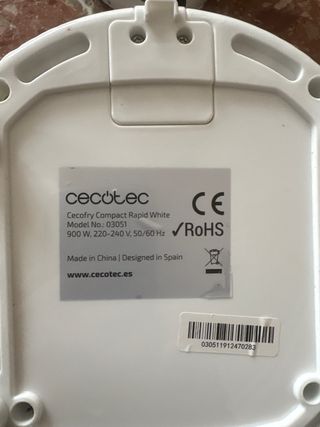 cecotec
Cecofry Compact Rapid White
Model No.: 03051
900 W, 220-240 V, 50/60 Hz
CE
✓RoHS
Made in China | Designed in Spain
www.cecotec.es
030511912470283